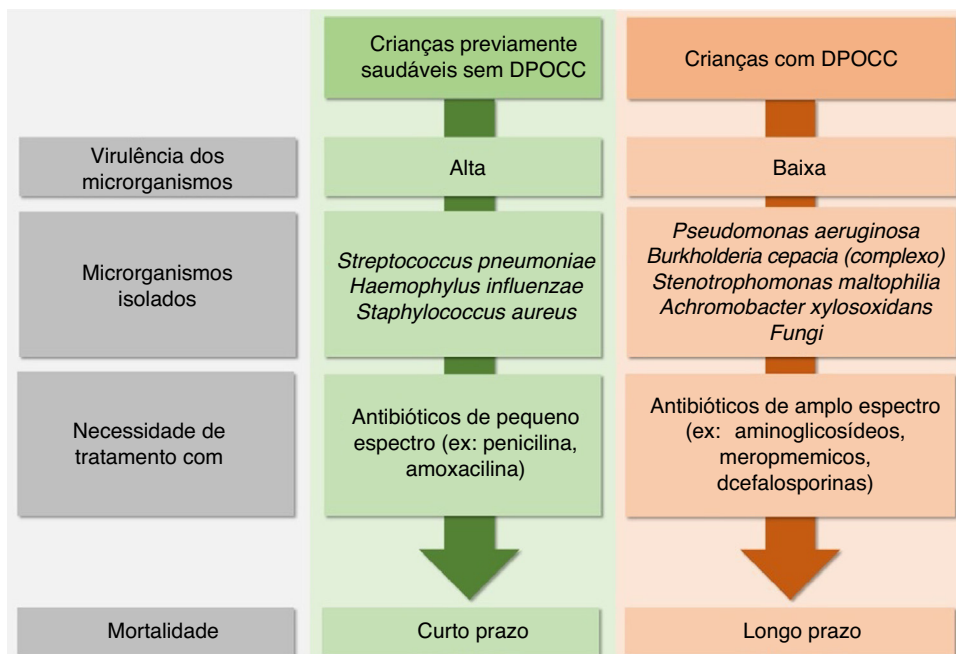 Crianças previamente
saudáveis sem DPOCC
Crianças com DPOCC
Virulência dos
microrganismos
Alta
Baixa
Microrganismos
isolados
Streptococcus pneumoniae
Haemophylus influenzae
Staphylococcus aureus
Pseudomonas aeruginosa
Burkholderia cepacia (complexo)
Stenotrophomonas maltophilia
Achromobacter xylosoxidans
Fungi
Necessidade de
tratamento com
Antibióticos de pequeno
espectro (ex: penicilina,
amoxacilina)
Antibióticos de amplo espectro
(ex: aminoglicosídeos,
meropmemicos,
dcefalosporinas)
Mortalidade
Curto prazo
Longo prazo